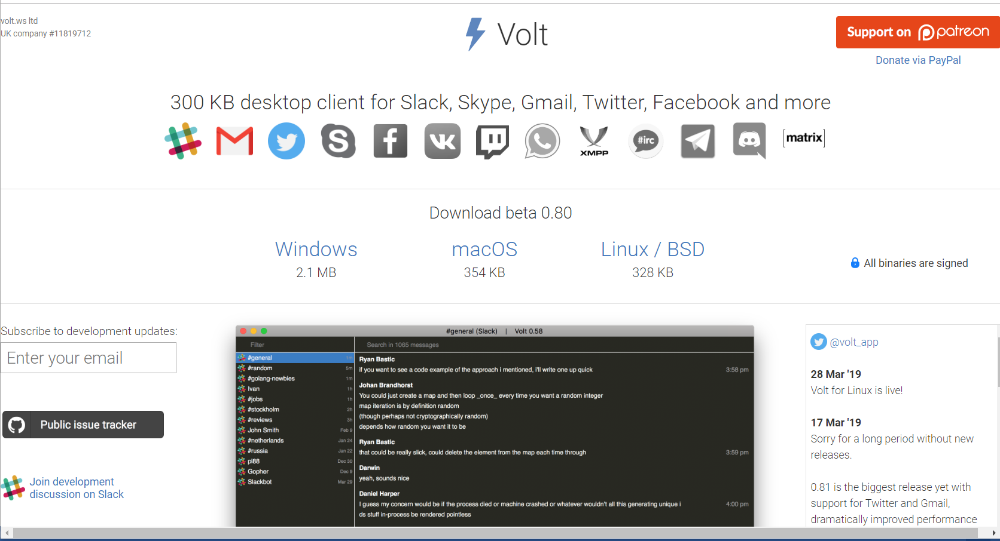 volt.ws ltd
UK company #11819712
Volt
Support on patreon
Donate via PayPal
300 KB desktop client for Slack, Skype, Gmail, Twitter, Facebook and more
XMPP
#irc
[matrix]
Download beta 0.80
Windows
2.1 MB
macOS
354 KB
Linux / BSD
328 KB
All binaries are signed
Subscribe to development updates:
Enter your email
Public issue tracker
Join development
discussion on Slack
#general (Slack) | Volt 0.58
Filter
Search in 1065 messages
#general 1m
#random 5m
#golang-newbies 1m
Ivan 1h
#jobs 1h
#stockholm 2h
#reviews 3h
John Smith Feb 9
#netherlands Jan 24
#russia Jan 22
pl88 Dec 30
Gopher Dec 9
Slackbot Mar 29
Ryan Bastic
if you want to see a code example of the approach i mentioned, i'll write one up quick 3:58 pm
Johan Brandhorst
You could just create a map and then loop _once_ every time you want a random integer
map iteration is by definition random
(though perhaps not cryptographically random)
depends how random you want it to be
Ryan Bastic
that could be really slick, could delete the element from the map each time through 3:59 pm
Darwin
yeah, sounds nice
Daniel Harper
I guess my concern would be if the process died or machine crashed or whatever wouldn't all this generating unique i 4:00 pm
ds stuff in-process be rendered pointless
@volt_app
28 Mar '19
Volt for Linux is live!
17 Mar '19
Sorry for a long period without new
releases.
0.81 is the biggest release yet with
support for Twitter and Gmail,
dramatically improved performance